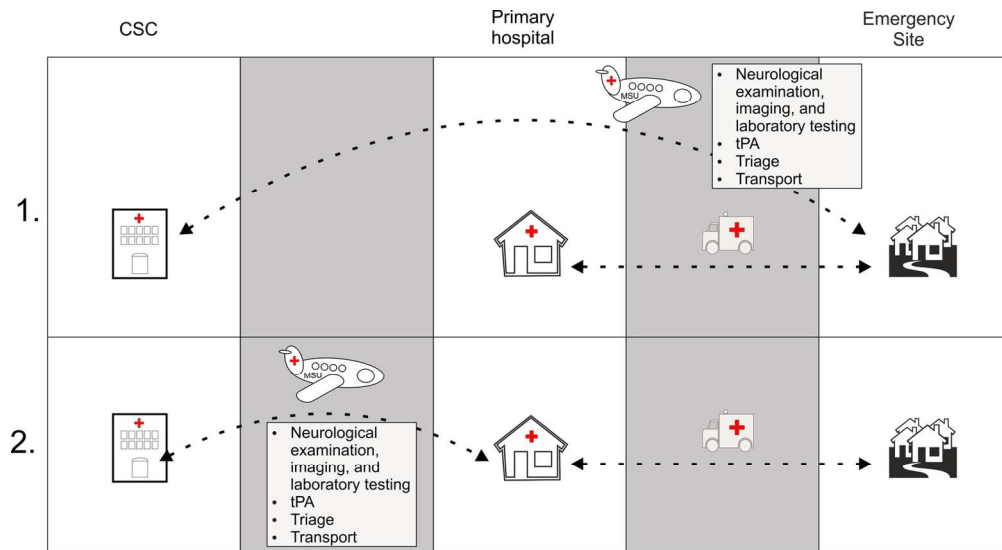 CSC
Primary
hospital
Emergency
Site
1.
MSU
• Neurological
examination,
imaging, and
laboratory testing
• tPA
• Triage
• Transport
2.
MSU
• Neurological
examination,
imaging, and
laboratory testing
• tPA
• Triage
• Transport